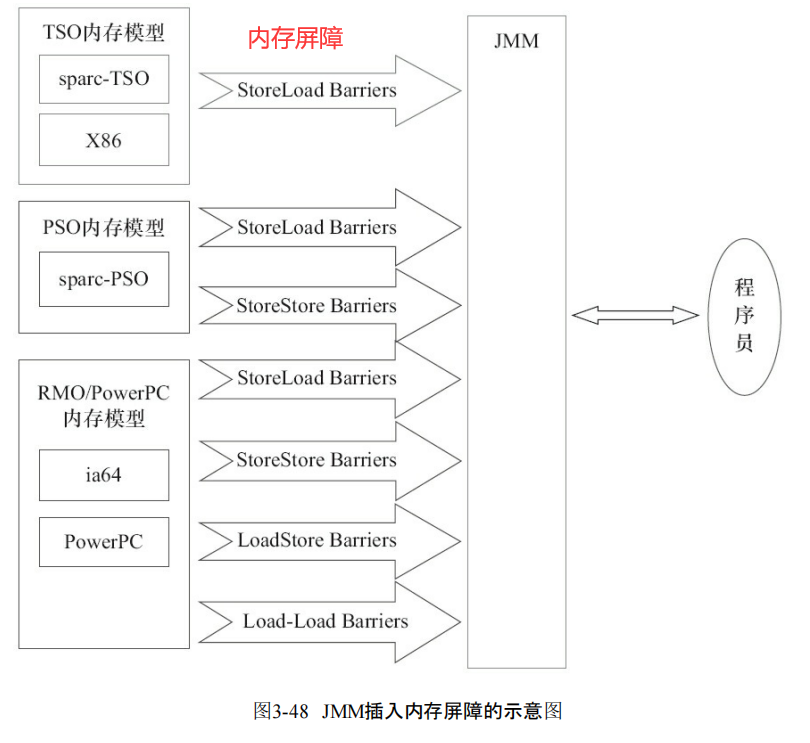 TSO内存模型
sparc-TSO
X86
内存屏障
StoreLoad Barriers
PSO内存模型
sparc-PSO
StoreLoad Barriers
StoreStore Barriers
RMO/PowerPC
内存模型
ia64
PowerPC
StoreLoad Barriers
StoreStore Barriers
LoadStore Barriers
Load-Load Barriers
JMM
程
序
员
图3-48 JMM插入内存屏障的示意图